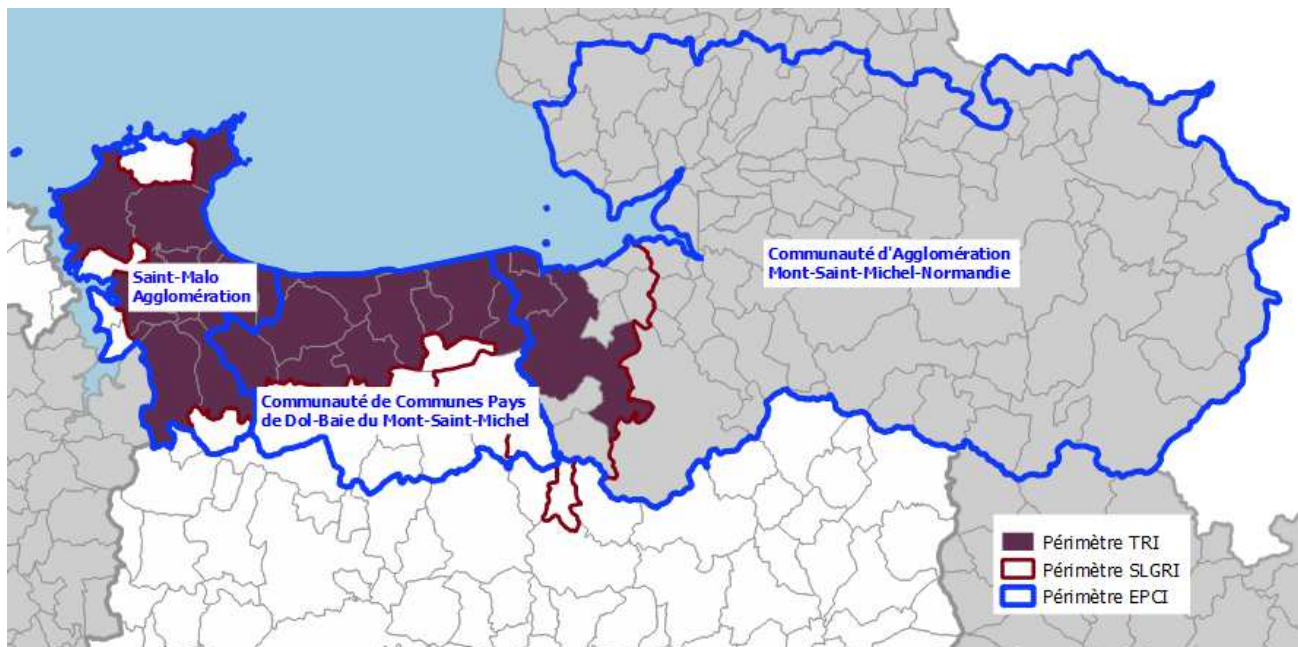 Saint-Malo
Agglomération
Communauté d'Agglomération
Mont-Saint-Michel-Normandie
Communauté de Communes Pays
de Dol-Baie du Mont-Saint-Michel
Périmètre TRI
Périmètre SLGRI
Périmètre EPCI